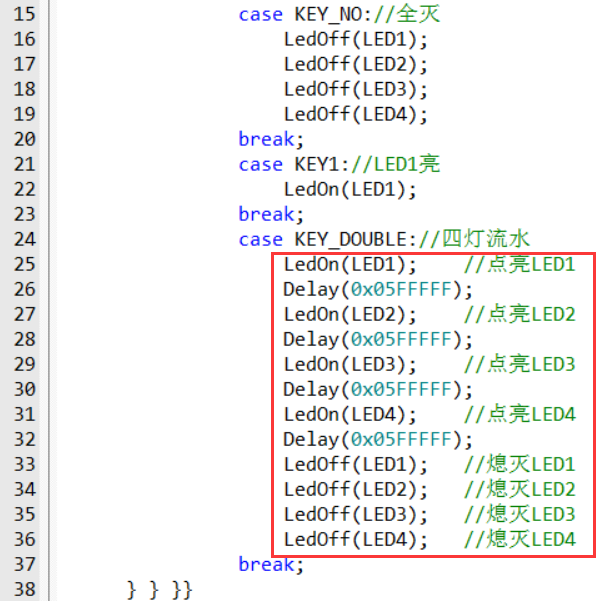 15 case KEY_NO://全灭
16 LedOff(LED1);
17 LedOff(LED2);
18 LedOff(LED3);
19 LedOff(LED4);
20 break;
21 case KEY1://LED1亮
22 LedOn(LED1);
23 break;
24 case KEY_DOUBLE://四灯流水
25 LedOn(LED1); //点亮LED1
26 Delay(0x05FFFFF);
27 LedOn(LED2); //点亮LED2
28 Delay(0x05FFFFF);
29 LedOn(LED3); //点亮LED3
30 Delay(0x05FFFFF);
31 LedOn(LED4); //点亮LED4
32 Delay(0x05FFFFF);
33 LedOff(LED1); //熄灭LED1
34 LedOff(LED2); //熄灭LED2
35 LedOff(LED3); //熄灭LED3
36 LedOff(LED4); //熄灭LED4
37 break;
38 } } }}